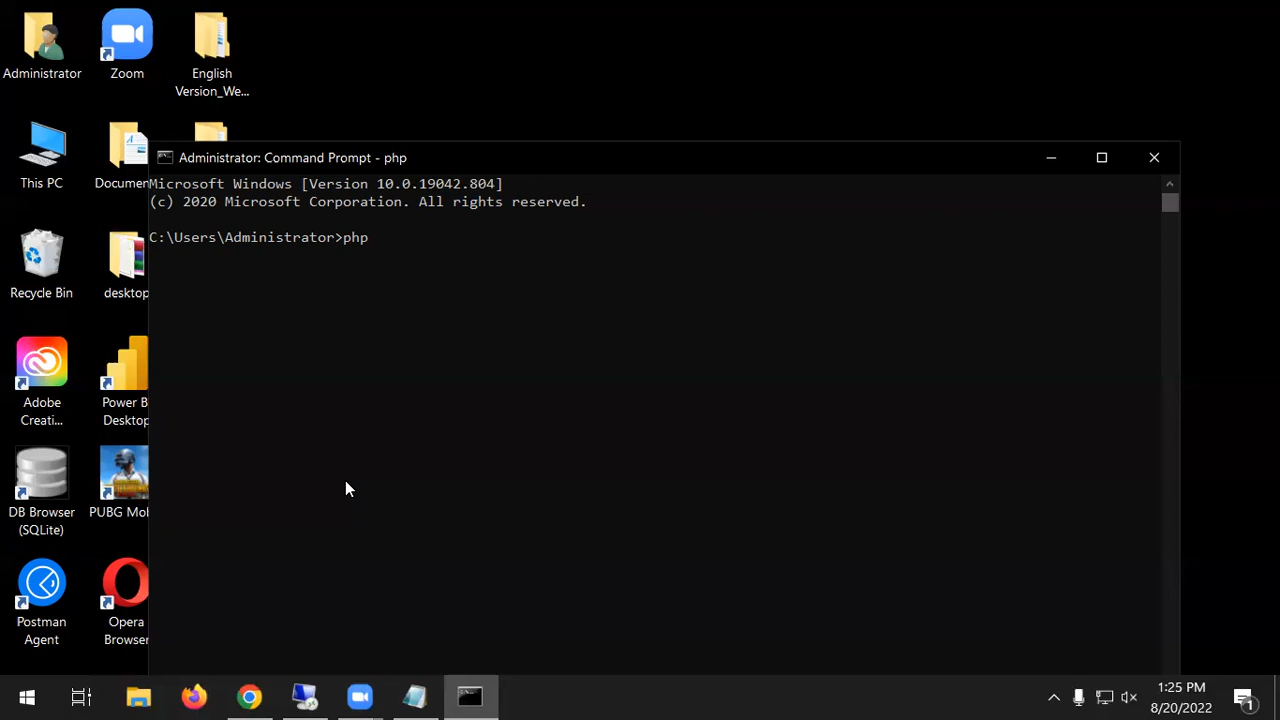 Administrator
Zoom
English
Version_We...
This PC
Documen
Recycle Bin
desktop
Adobe
Creati...
Power B
Desktop
DB Browser
(SQLite)
PUBG Mol
Postman
Agent
Opera
Browser
Administrator: Command Prompt - php
Microsoft Windows [Version 10.0.19042.804]
(c) 2020 Microsoft Corporation. All rights reserved.
C:\Users\Administrator>php
1:25 PM
8/20/2022
1